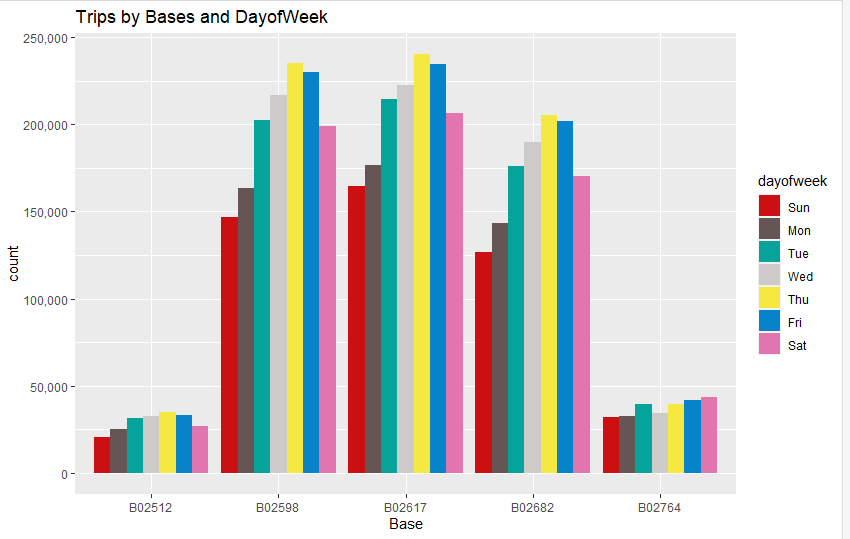 Trips by Bases and DayofWeek
250,000
200,000
150,000
100,000
50,000
0
count
B02512 B02598 B02617 B02682 B02764
Base
dayofweek
Sun
Mon
Tue
Wed
Thu
Fri
Sat